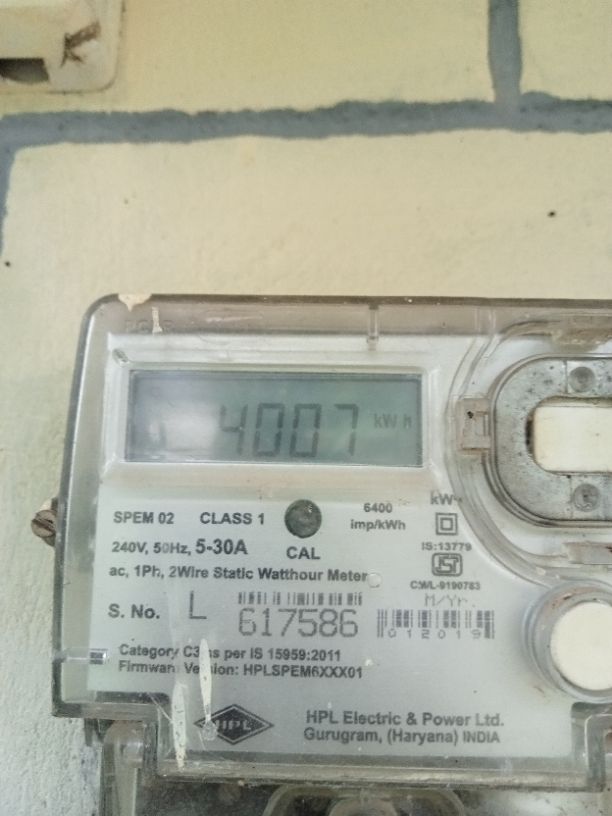 4007 kWh
SPEM 02 CLASS 1
6400
imp/kWh
240V, 50Hz, 5-30A
CAL
IS:13779
ISI
ac, 1Ph, 2Wire Static Watthour Meter
CM/L-9190783
M/Yr.
S. No. L 617586 012019
Category C3 as per IS 15959:2011
Firmware Version: HPLSPEM6XXX01
HPL
HPL Electric & Power Ltd.
Gurugram, (Haryana) INDIA